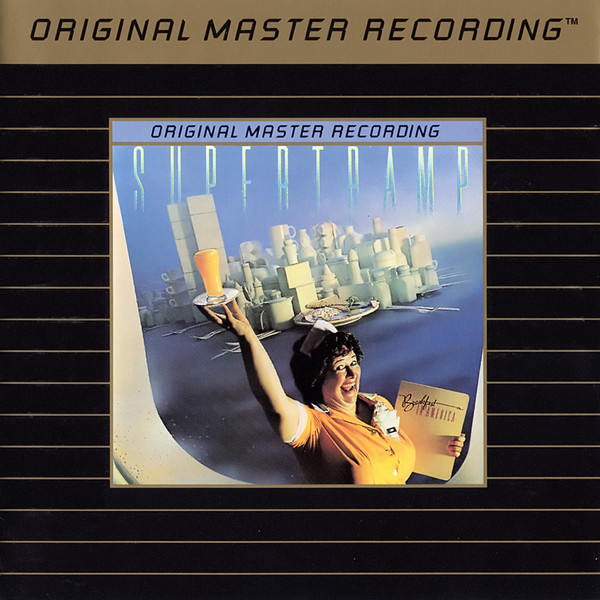 ORIGINAL MASTER RECORDING™
ORIGINAL MASTER RECORDING
SUPERTRAMP
Breakfast
IN AMERICA